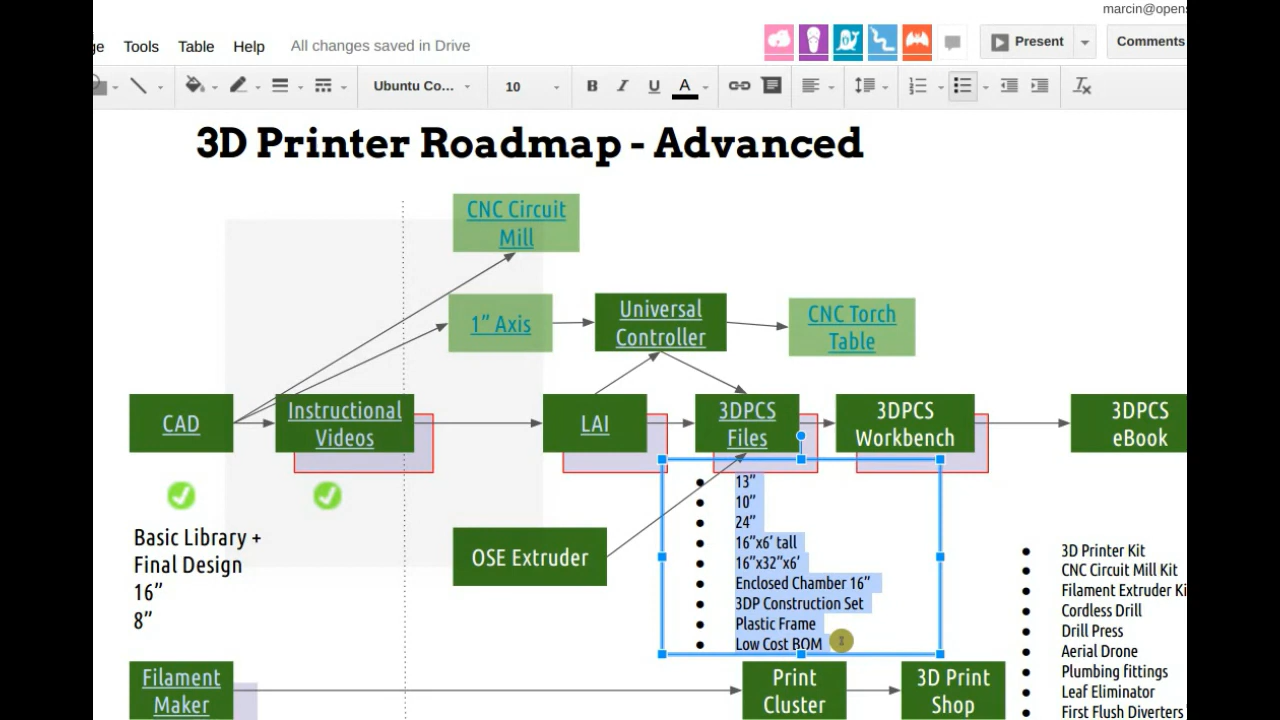 marcin@opens
ge Tools Table Help All changes saved in Drive
Present Comments
Ubuntu Co... 10 B I U A
3D Printer Roadmap - Advanced
CNC Circuit
Mill
1” Axis
Universal
Controller
CNC Torch
Table
CAD
Instructional
Videos
LAI
3DPCS
Files
3DPCS
Workbench
3DPCS
eBook
Basic Library +
Final Design
16”
8”
OSE Extruder
● 13”
● 10”
● 24”
● 16”x6’ tall
● 16”x32”x6’
● Enclosed Chamber 16”
● 3DP Construction Set
● Plastic Frame
● Low Cost BOM
● 3D Printer Kit
● CNC Circuit Mill Kit
● Filament Extruder Ki
● Cordless Drill
● Drill Press
● Aerial Drone
● Plumbing fittings
● Leaf Eliminator
● First Flush Diverters
Filament
Maker
Print
Cluster
3D Print
Shop